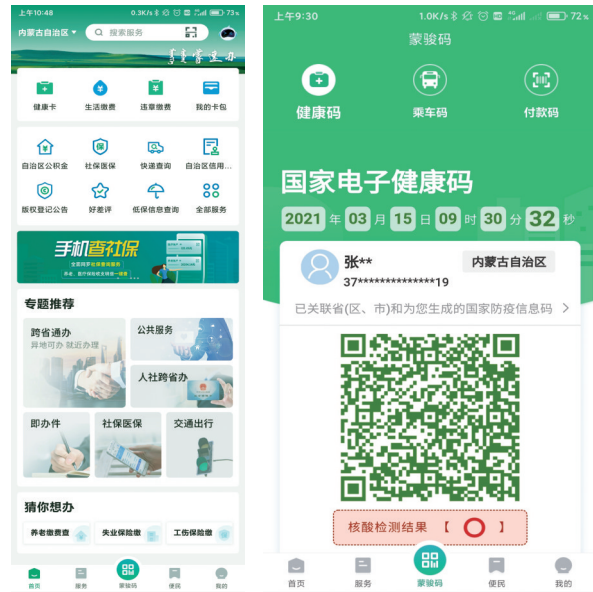 上午10:48
0.3K/s
73%
内蒙古自治区
搜索服务
健康卡
生活缴费
违章缴费
我的卡包
自治区公积金
社保医保
快递查询
自治区信用...
版权登记公告
好差评
低保信息查询
全部服务
手机查社保
专题推荐
跨省通办
异地可办 就近办理
公共服务
人社跨省办
即办件
社保医保
交通出行
猜你想办
养老缴费查
失业保险缴
工伤保险缴
首页
服务
蒙骏码
便民
我的
上午9:30
1.0K/s
72%
蒙骏码
健康码
乘车码
付款码
国家电子健康码
2021 年 03 月 15 日 09 时 30 分 32 秒
张**
内蒙古自治区
37**************19
已关联省(区、市)和为您生成的国家防疫信息码
核酸检测结果 【 】
首页
服务
蒙骏码
便民
我的